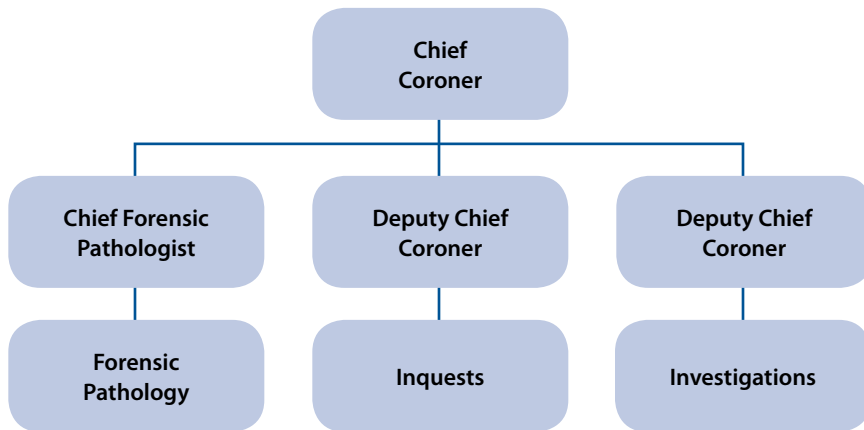 Chief
Coroner
Chief Forensic
Pathologist
Deputy Chief
Coroner
Deputy Chief
Coroner
Forensic
Pathology
Inquests
Investigations